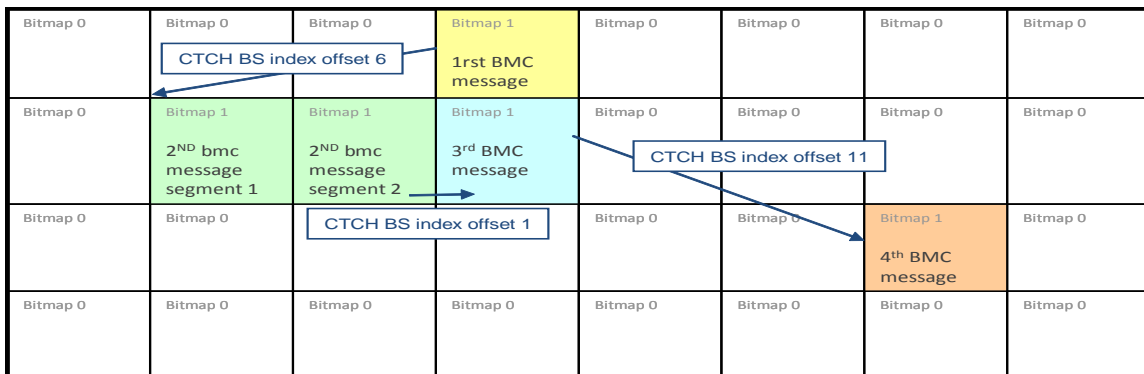 Bitmap 0 Bitmap 0 Bitmap 0 Bitmap 1 Bitmap 0 Bitmap 0 Bitmap 0 Bitmap 0
CTCH BS index offset 6
1rst BMC
message
Bitmap 0 Bitmap 1 Bitmap 1 Bitmap 1 Bitmap 0 Bitmap 0 Bitmap 0 Bitmap 0
2ND bmc
message
segment 1
2ND bmc
message
segment 2
3rd BMC
message
CTCH BS index offset 11
CTCH BS index offset 1
Bitmap 0 Bitmap 0 Bitmap 0 Bitmap 0 Bitmap 0 Bitmap 0 Bitmap 1 Bitmap 0
4th BMC
message
Bitmap 0 Bitmap 0 Bitmap 0 Bitmap 0 Bitmap 0 Bitmap 0 Bitmap 0 Bitmap 0